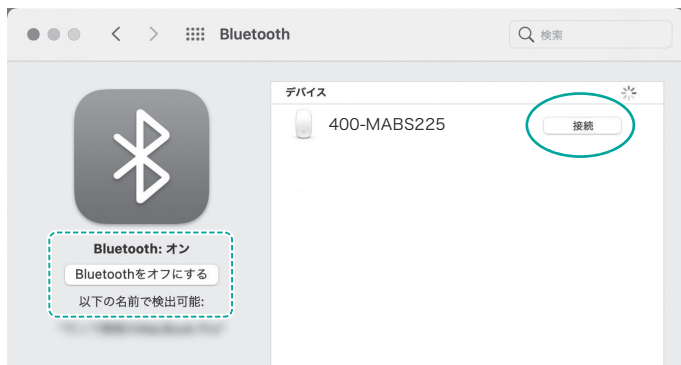 Bluetooth
検索
デバイス
400-MABS225
接続
Bluetooth: オン
Bluetoothをオフにする
以下の名前で検出可能: